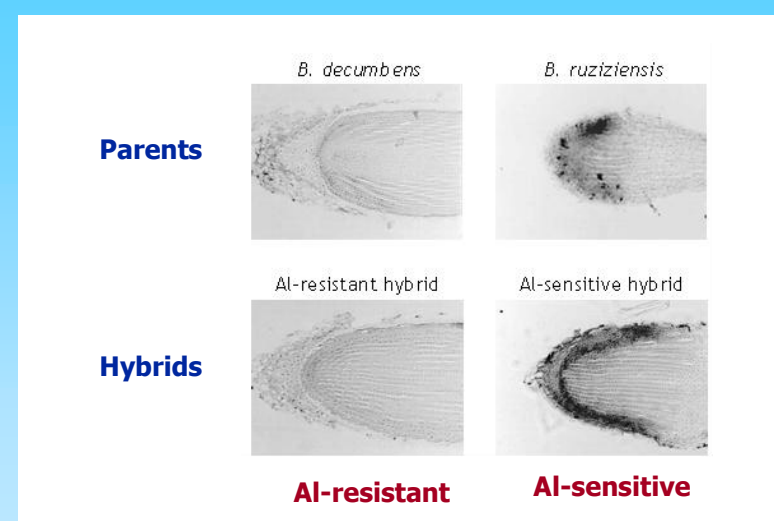 B. decumbens
B. ruziziensis
Parents
Al-resistant hybrid
Al-sensitive hybrid
Hybrids
Al-resistant
Al-sensitive